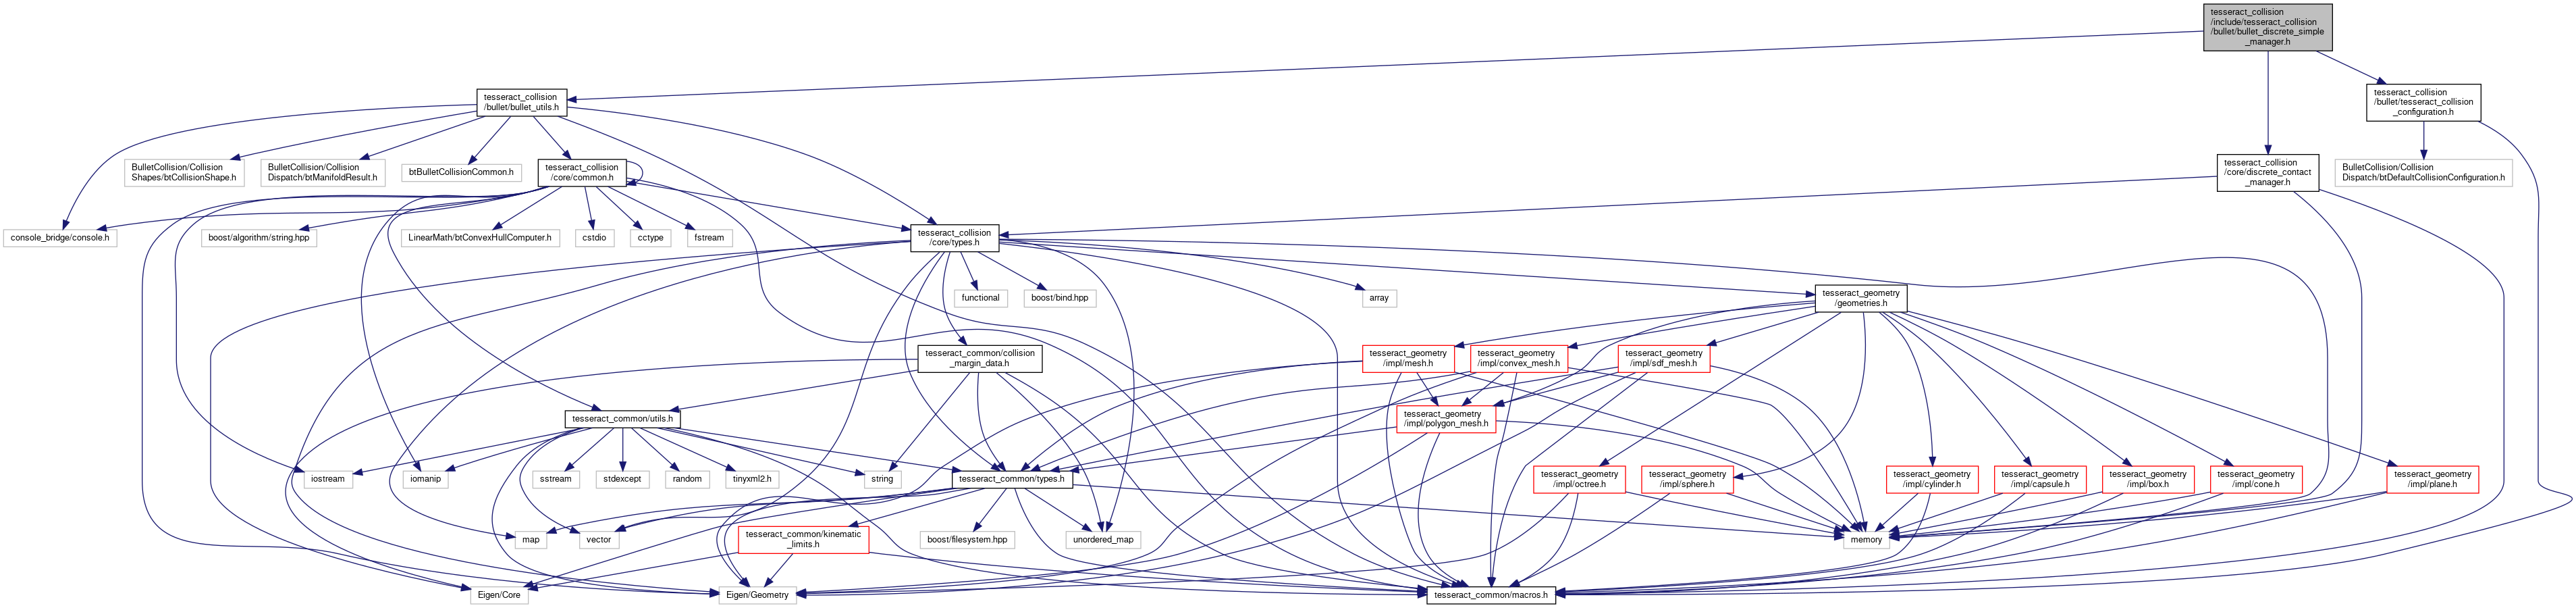 tesseract_collision
/include/tesseract_collision
/bullet/bullet_discrete_simple
_manager.h
tesseract_collision
/bullet/bullet_utils.h
tesseract_collision
/bullet/tesseract_collision
_configuration.h
BulletCollision/Collision
Shapes/btCollisionShape.h
BulletCollision/Collision
Dispatch/btManifoldResult.h
btBulletCollisionCommon.h
tesseract_collision
/core/common.h
tesseract_collision
/core/discrete_contact
_manager.h
BulletCollision/Collision
Dispatch/btDefaultCollisionConfiguration.h
console_bridge/console.h
boost/algorithm/string.hpp
LinearMath/btConvexHullComputer.h
cstdio
cctype
fstream
tesseract_collision
/core/types.h
functional
boost/bind.hpp
array
tesseract_geometry
/geometries.h
tesseract_common/collision
_margin_data.h
tesseract_geometry
/impl/mesh.h
tesseract_geometry
/impl/convex_mesh.h
tesseract_geometry
/impl/sdf_mesh.h
tesseract_common/utils.h
tesseract_geometry
/impl/polygon_mesh.h
iostream
iomanip
sstream
stdexcept
random
tinyxml2.h
string
tesseract_common/types.h
tesseract_geometry
/impl/octree.h
tesseract_geometry
/impl/sphere.h
tesseract_geometry
/impl/cylinder.h
tesseract_geometry
/impl/capsule.h
tesseract_geometry
/impl/box.h
tesseract_geometry
/impl/cone.h
tesseract_geometry
/impl/plane.h
map
vector
tesseract_common/kinematic
_limits.h
boost/filesystem.hpp
unordered_map
memory
Eigen/Core
Eigen/Geometry
tesseract_common/macros.h